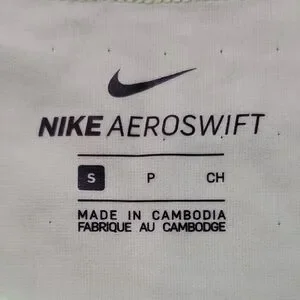 NIKE AEROSWIFT
S P CH
MADE IN CAMBODIA
FABRIQUE AU CAMBODGE